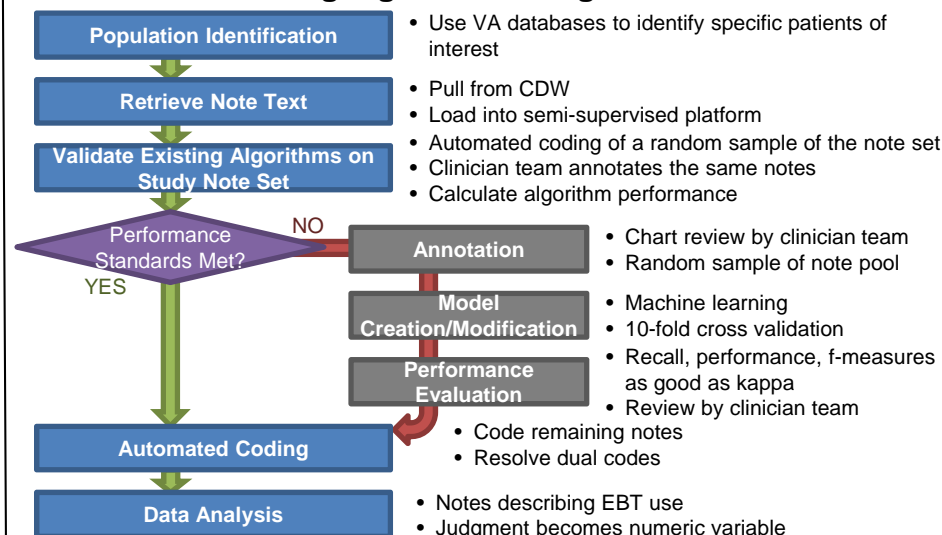 Population Identification
• Use VA databases to identify specific patients of
interest
Retrieve Note Text
• Pull from CDW
• Load into semi-supervised platform
Validate Existing Algorithms on
Study Note Set
• Automated coding of a random sample of the note set
• Clinician team annotates the same notes
• Calculate algorithm performance
Performance
Standards Met?
NO
YES
Annotation
• Chart review by clinician team
• Random sample of note pool
Model
Creation/Modification
• Machine learning
• 10-fold cross validation
Performance
Evaluation
• Recall, performance, f-measures
as good as kappa
• Review by clinician team
Automated Coding
• Code remaining notes
• Resolve dual codes
Data Analysis
• Notes describing EBT use
• Judgment becomes numeric variable